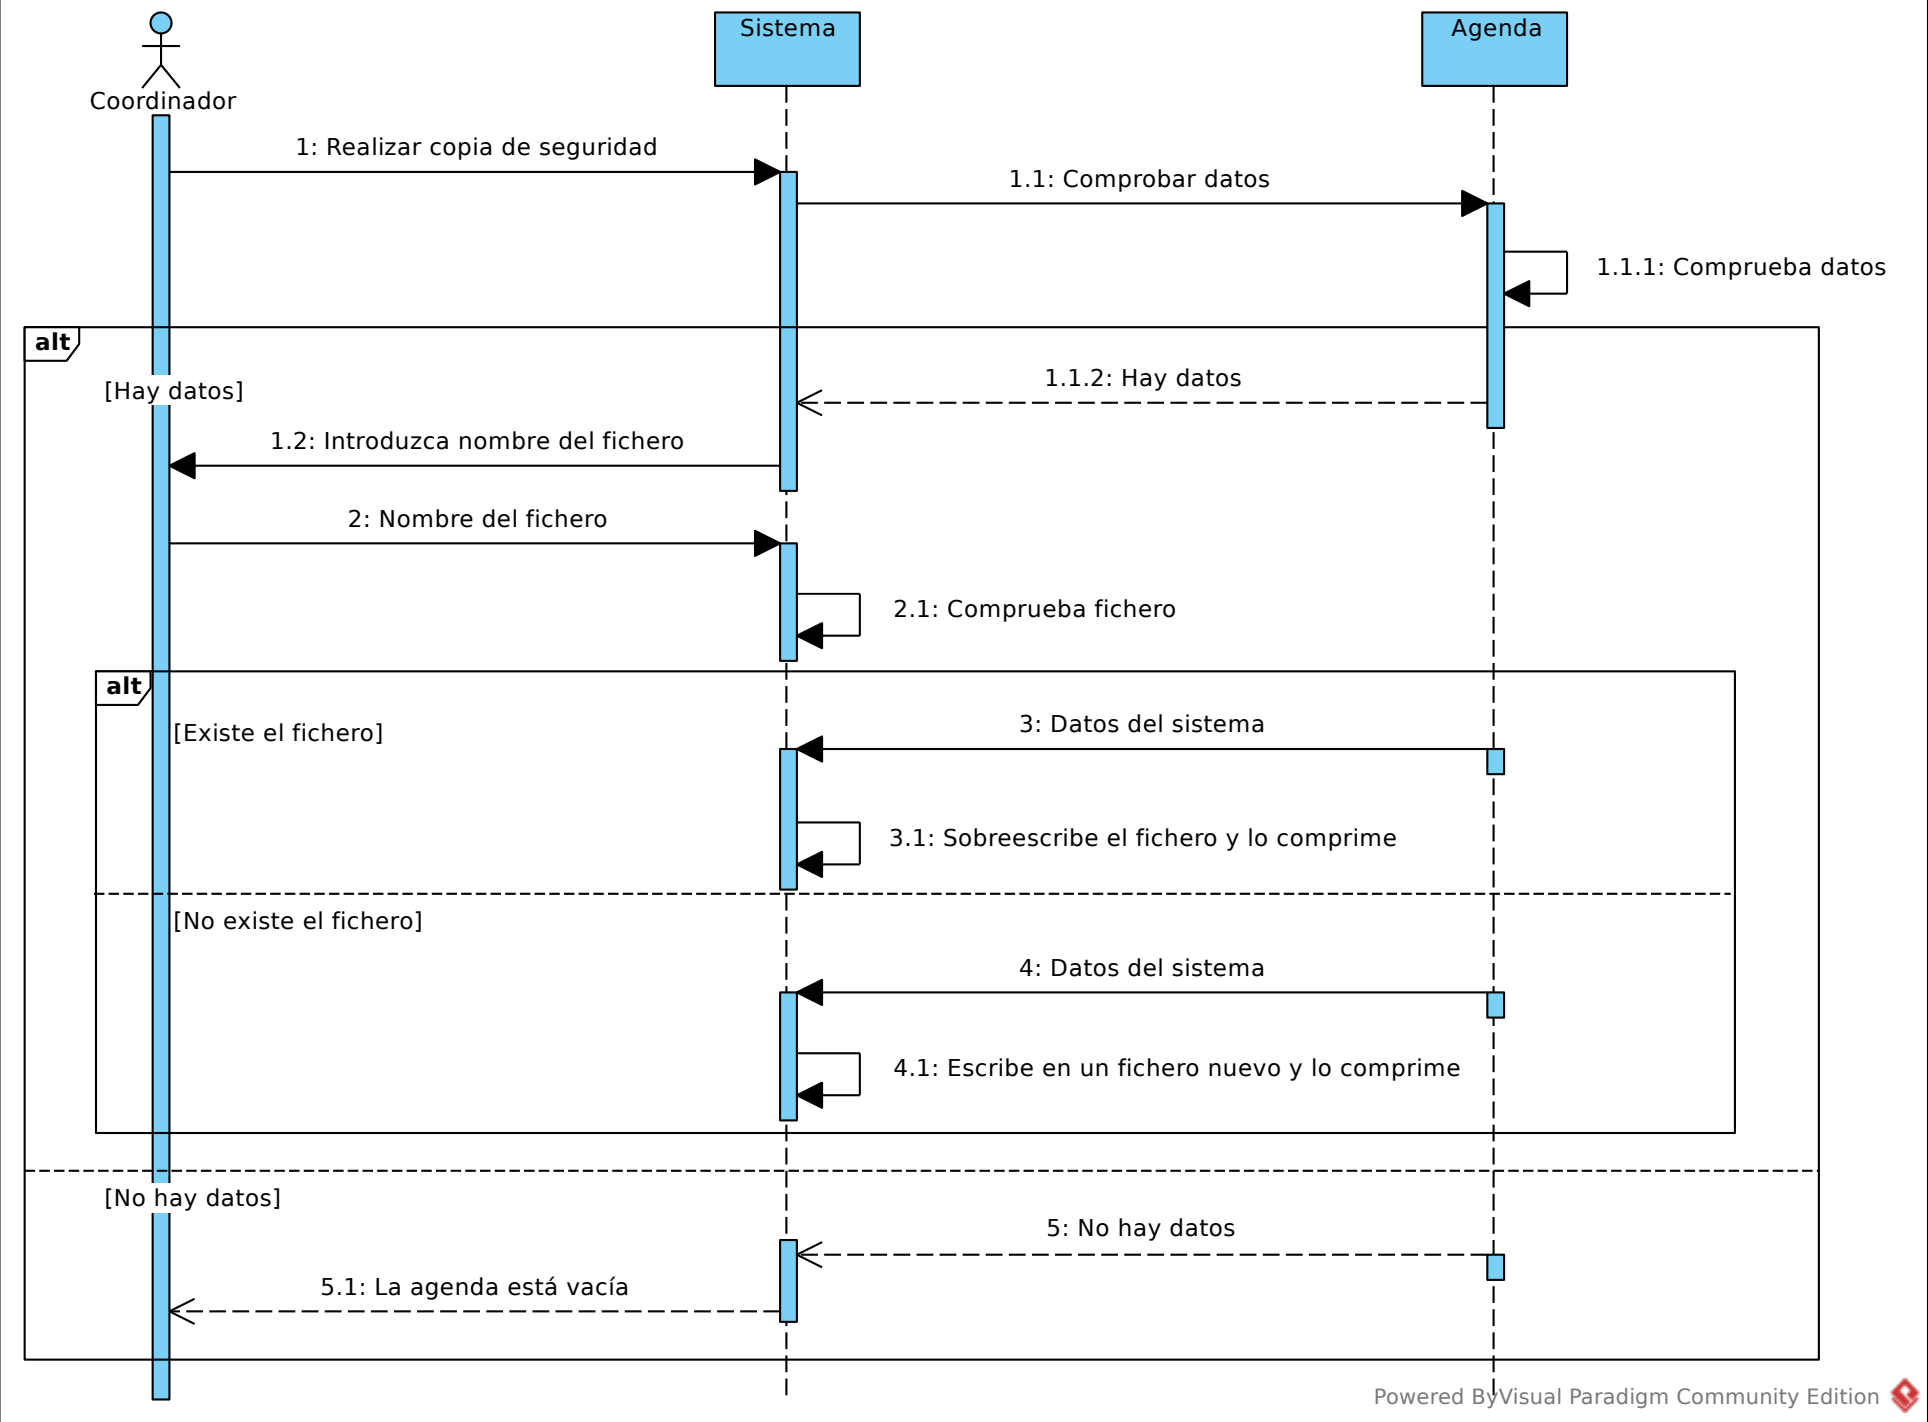 Coordinador
Sistema
Agenda
1: Realizar copia de seguridad
1.1: Comprobar datos
1.1.1: Comprueba datos
alt
[Hay datos]
1.1.2: Hay datos
1.2: Introduzca nombre del fichero
2: Nombre del fichero
2.1: Comprueba fichero
alt
[Existe el fichero]
3: Datos del sistema
3.1: Sobreescribe el fichero y lo comprime
[No existe el fichero]
4: Datos del sistema
4.1: Escribe en un fichero nuevo y lo comprime
[No hay datos]
5: No hay datos
5.1: La agenda está vacía
Powered ByVisual Paradigm Community Edition